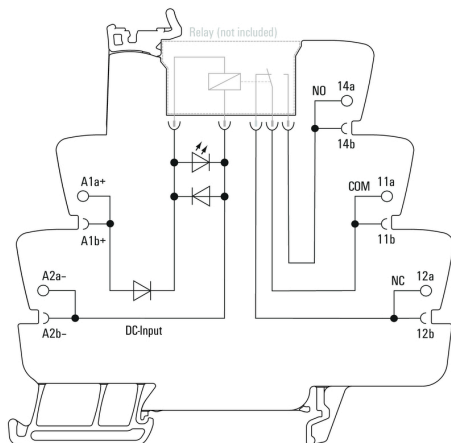 Relay (not included)
NO 14a
14b
A1a+
COM 11a
A1b+
11b
A2a–
NC 12a
A2b–
DC-Input
12b